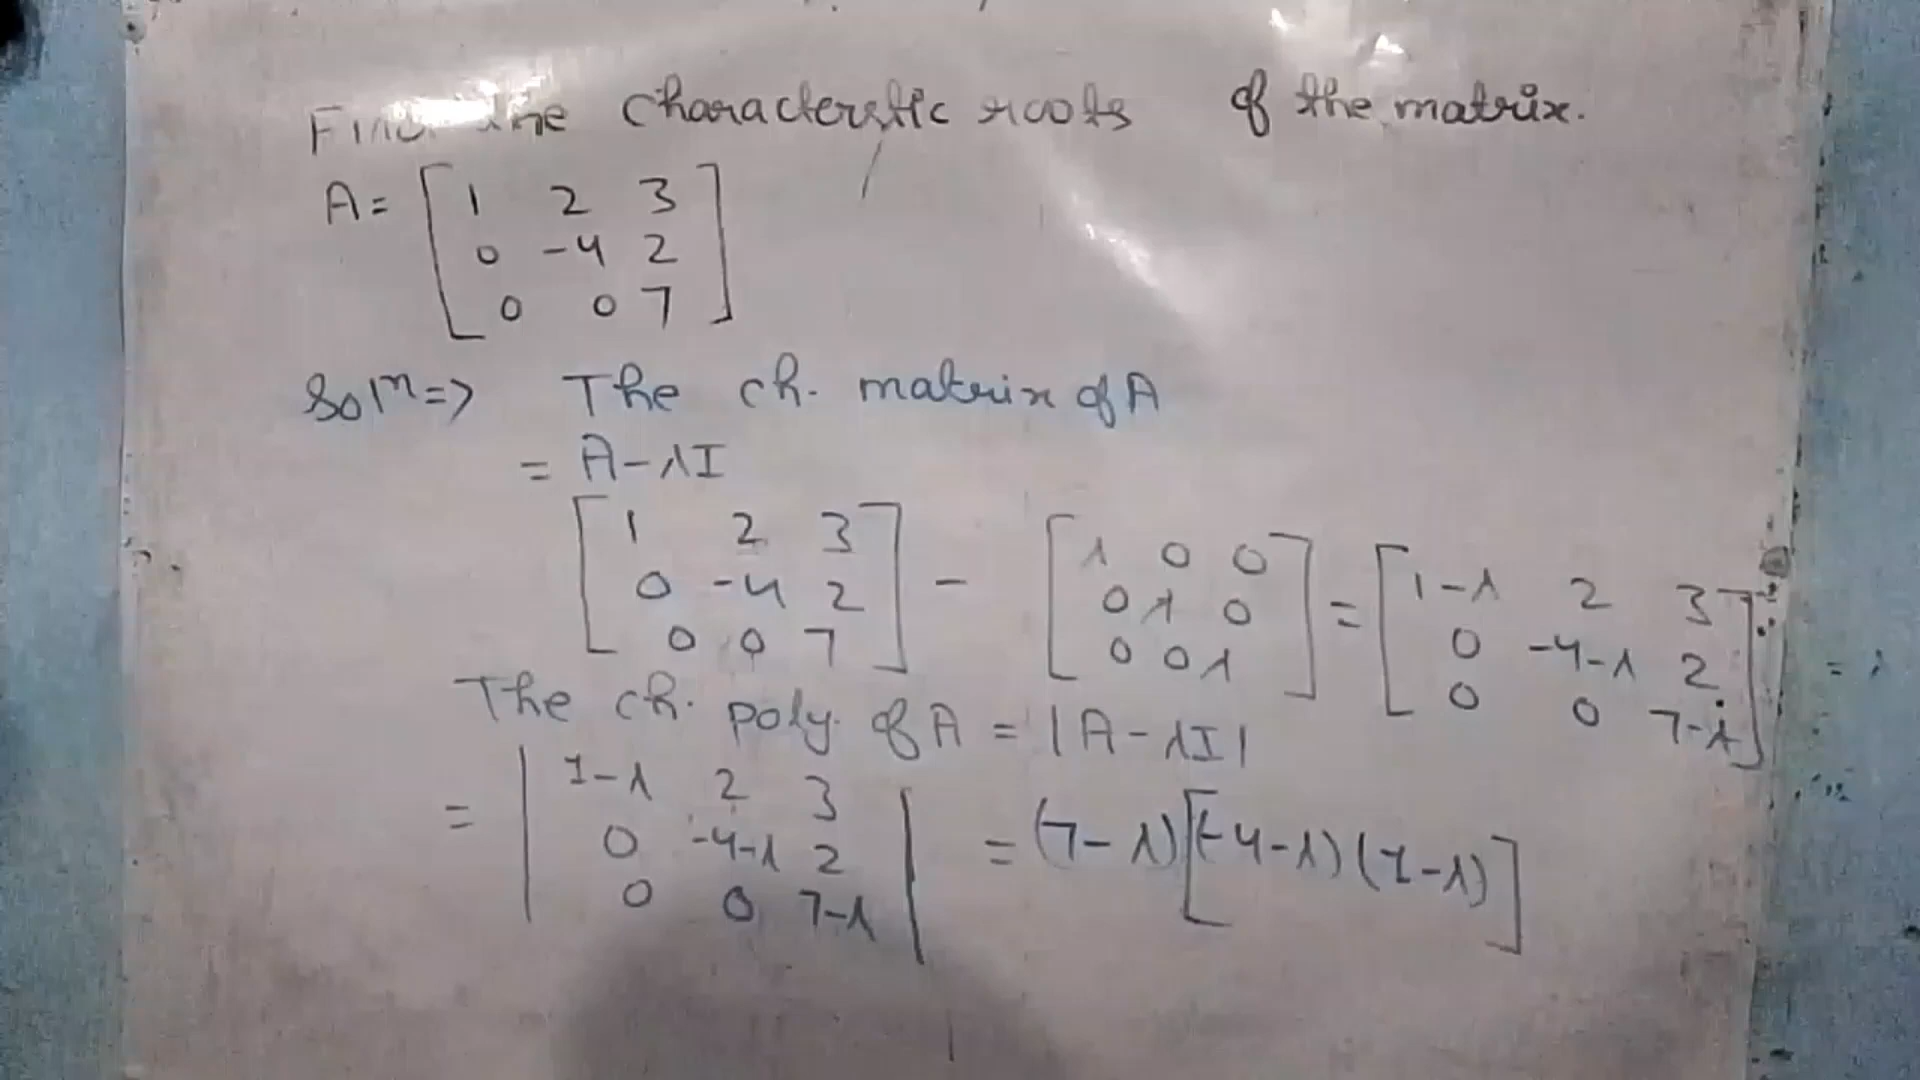 Find the characterstic roots of the matrix.
A = [ 1 2 3
0 -4 2
0 0 7 ]
Soln => The ch. matrix of A
= A-λI
[ 1 2 3 ] - [ λ 0 0 ] = [ 1-λ 2 3 ]
[ 0 -4 2 ] [ 0 λ 0 ] [ 0 -4-λ 2 ]
[ 0 0 7 ] [ 0 0 λ ] [ 0 0 7-λ ]
The ch. poly. of A = |A-λI|
= | 1-λ 2 3 |
| 0 -4-λ 2 | = (7-λ)[(-4-λ)(1-λ)]
| 0 0 7-λ |